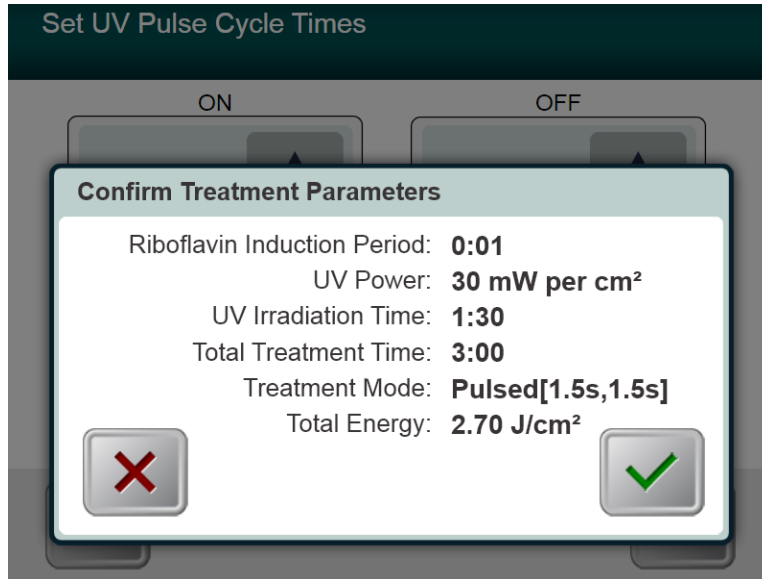 Set UV Pulse Cycle Times
ON OFF
Confirm Treatment Parameters
Riboflavin Induction Period: 0:01
UV Power: 30 mW per cm²
UV Irradiation Time: 1:30
Total Treatment Time: 3:00
Treatment Mode: Pulsed[1.5s,1.5s]
Total Energy: 2.70 J/cm²